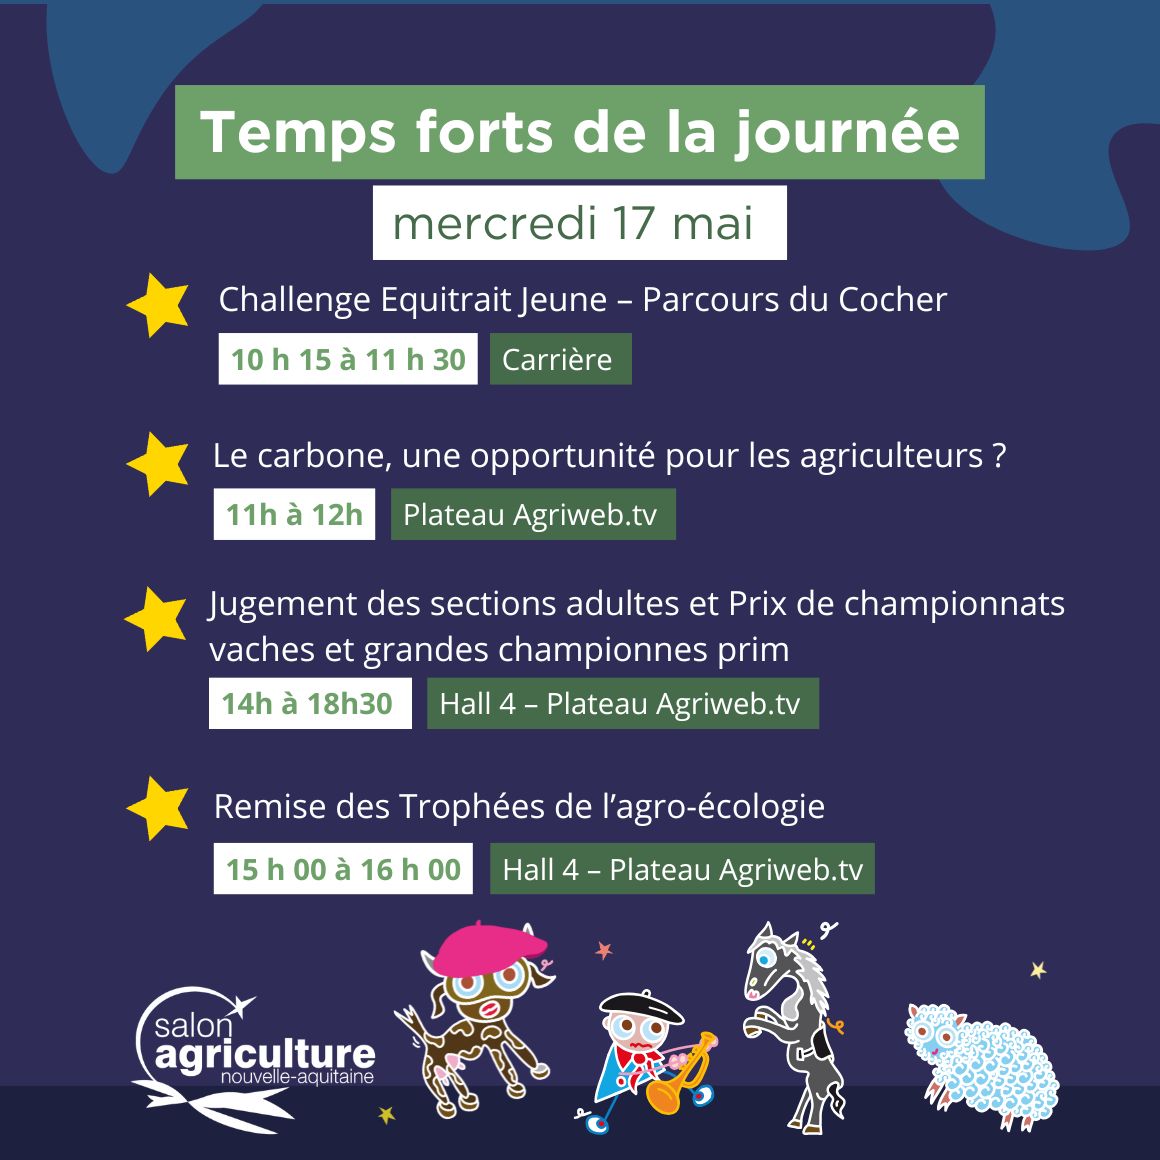 Temps forts de la journée
mercredi 17 mai
Challenge Equitrait Jeune – Parcours du Cocher
10 h 15 à 11 h 30 Carrière
Le carbone, une opportunité pour les agriculteurs ?
11h à 12h Plateau Agriweb.tv
Jugement des sections adultes et Prix de championnats
vaches et grandes championnes prim
14h à 18h30 Hall 4 – Plateau Agriweb.tv
Remise des Trophées de l’agro-écologie
15 h 00 à 16 h 00 Hall 4 – Plateau Agriweb.tv
salon
agriculture
nouvelle-aquitaine